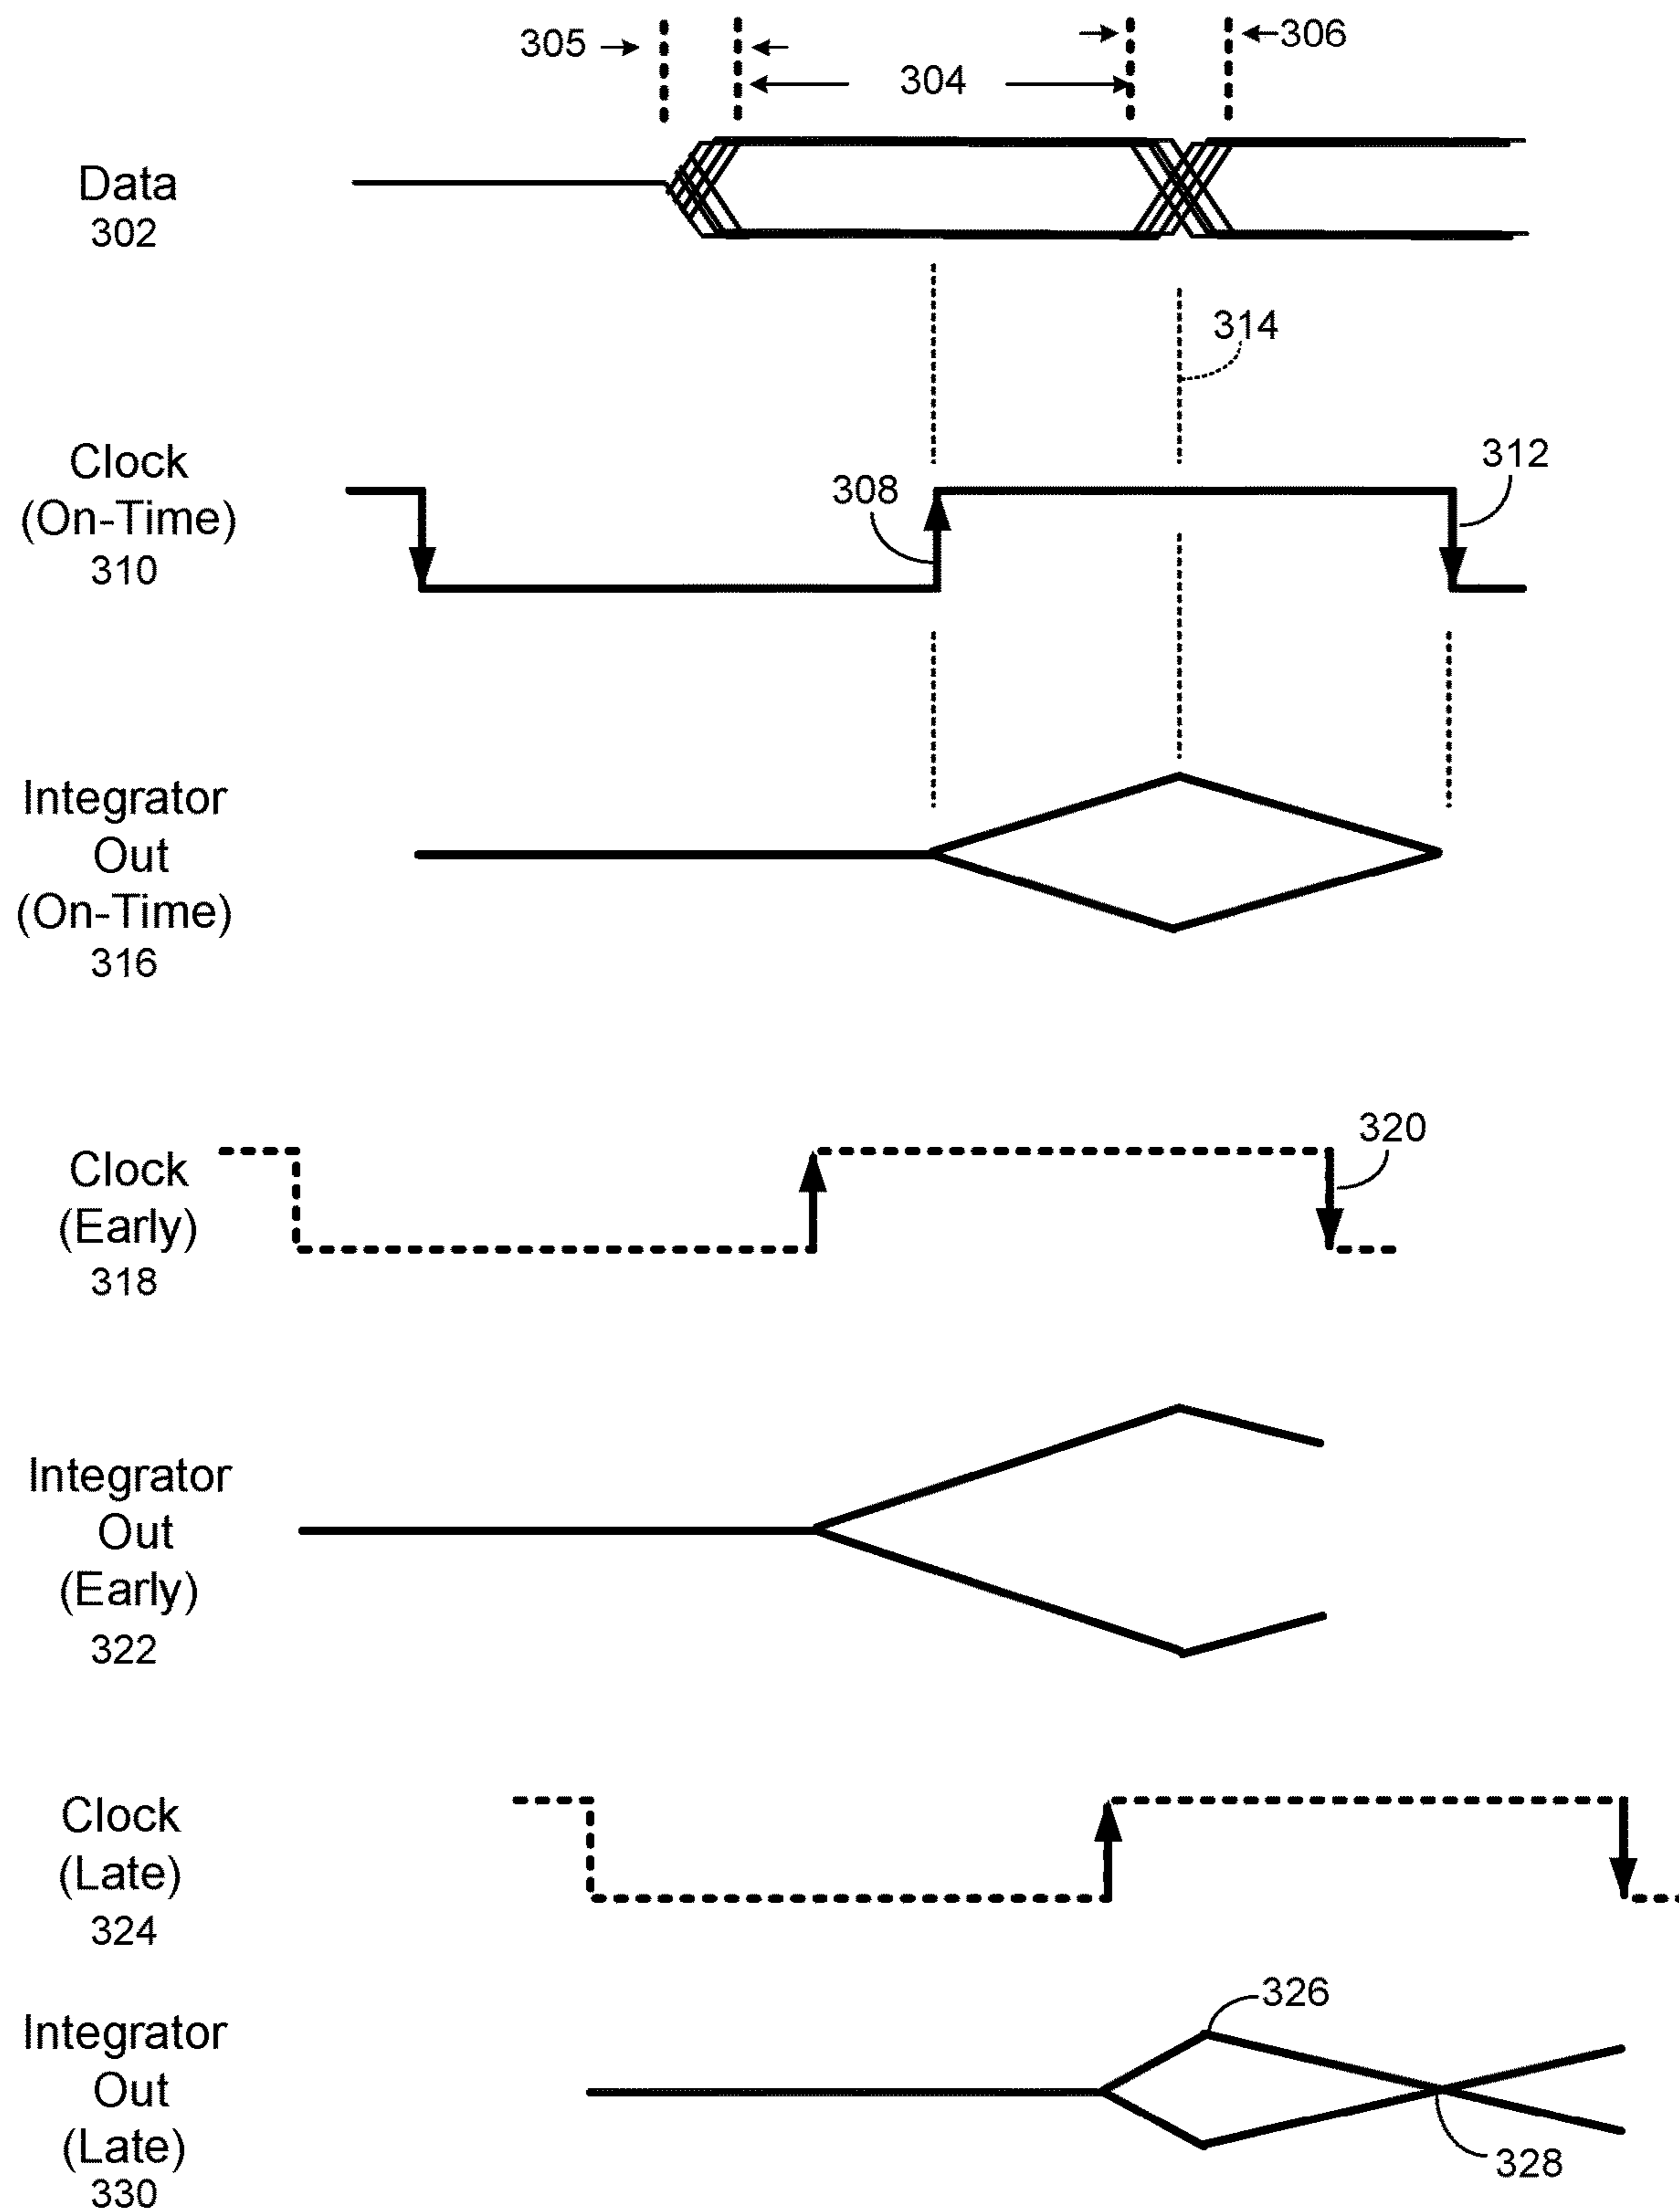 305
306
304
Data
302
314
Clock
(On-Time)
310
308
312
Integrator
Out
(On-Time)
316
Clock
(Early)
318
320
Integrator
Out
(Early)
322
Clock
(Late)
324
326
Integrator
Out
(Late)
330
328